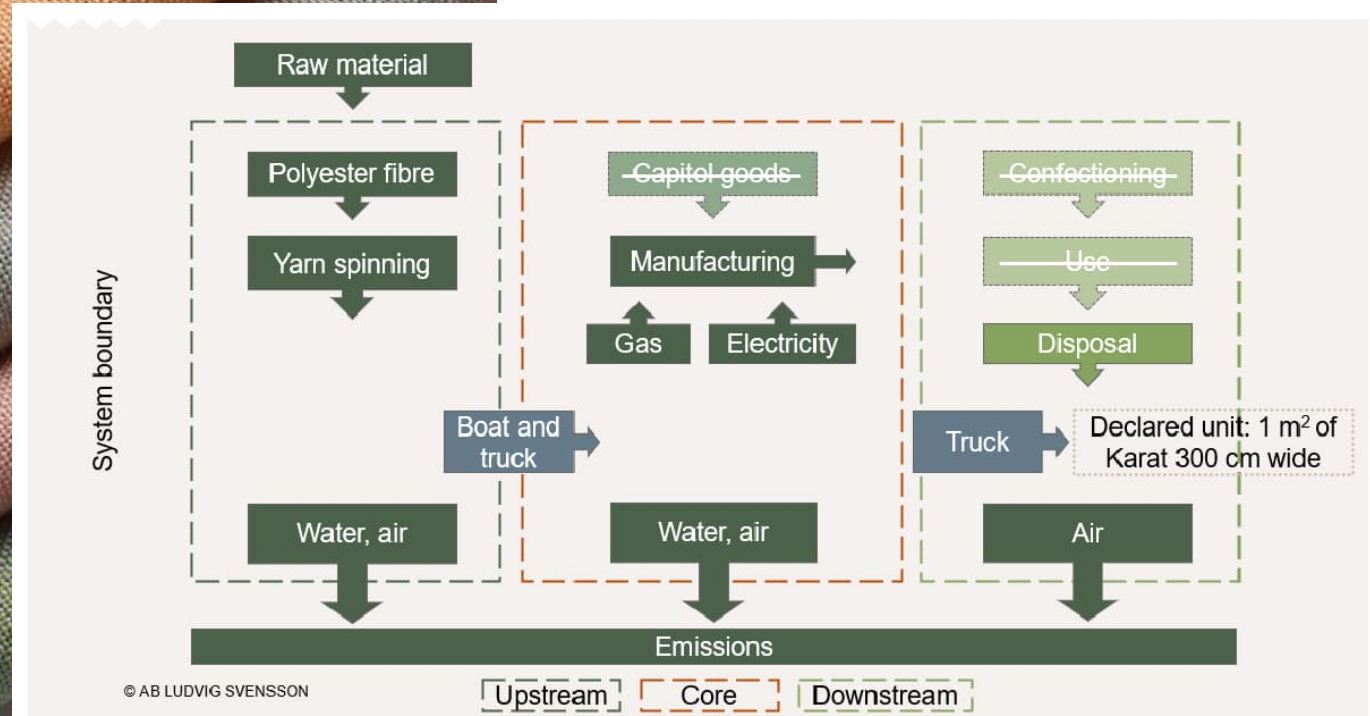 Raw material
System boundary
Polyester fibre
Yarn spinning
Capitol goods
Manufacturing
Gas
Electricity
Confectioning
Use
Disposal
Boat and
truck
Truck
Declared unit: 1 m² of
Karat 300 cm wide
Water, air
Water, air
Air
Emissions
© AB LUDVIG SVENSSON
Upstream
Core
Downstream